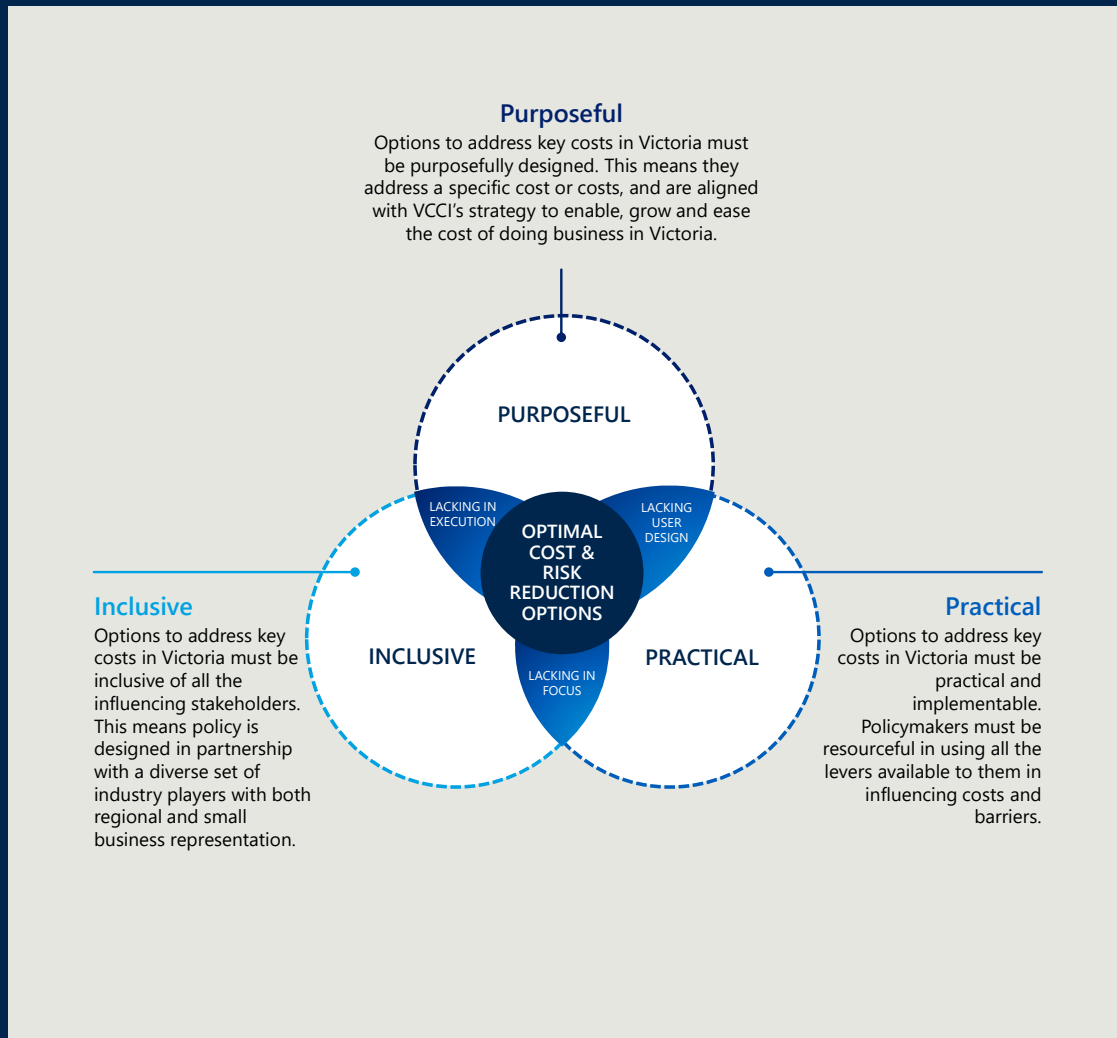 Purposeful
Options to address key costs in Victoria must
be purposefully designed. This means they
address a specific cost or costs, and are aligned
with VCCI’s strategy to enable, grow and ease
the cost of doing business in Victoria.
PURPOSEFUL
LACKING IN
EXECUTION
LACKING
USER
DESIGN
OPTIMAL
COST &
RISK
REDUCTION
OPTIONS
INCLUSIVE
PRACTICAL
LACKING IN
FOCUS
Inclusive
Options to address key
costs in Victoria must be
inclusive of all the
influencing stakeholders.
This means policy is
designed in partnership
with a diverse set of
industry players with both
regional and small
business representation.
Practical
Options to address key
costs in Victoria must be
practical and
implementable.
Policymakers must be
resourceful in using all the
levers available to them in
influencing costs and
barriers.